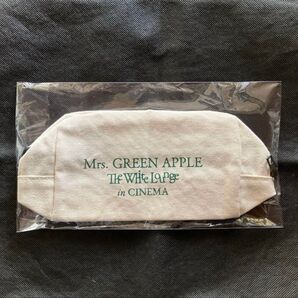 Mrs. GREEN APPLE
The White Lounge
in CINEMA